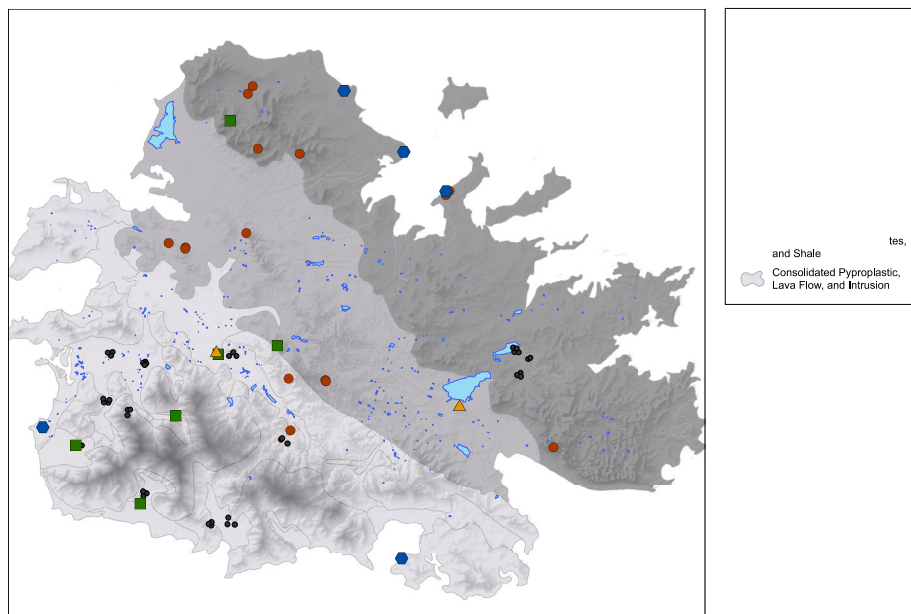 tes,
and Shale
Consolidated Pyproplastic,
Lava Flow, and Intrusion